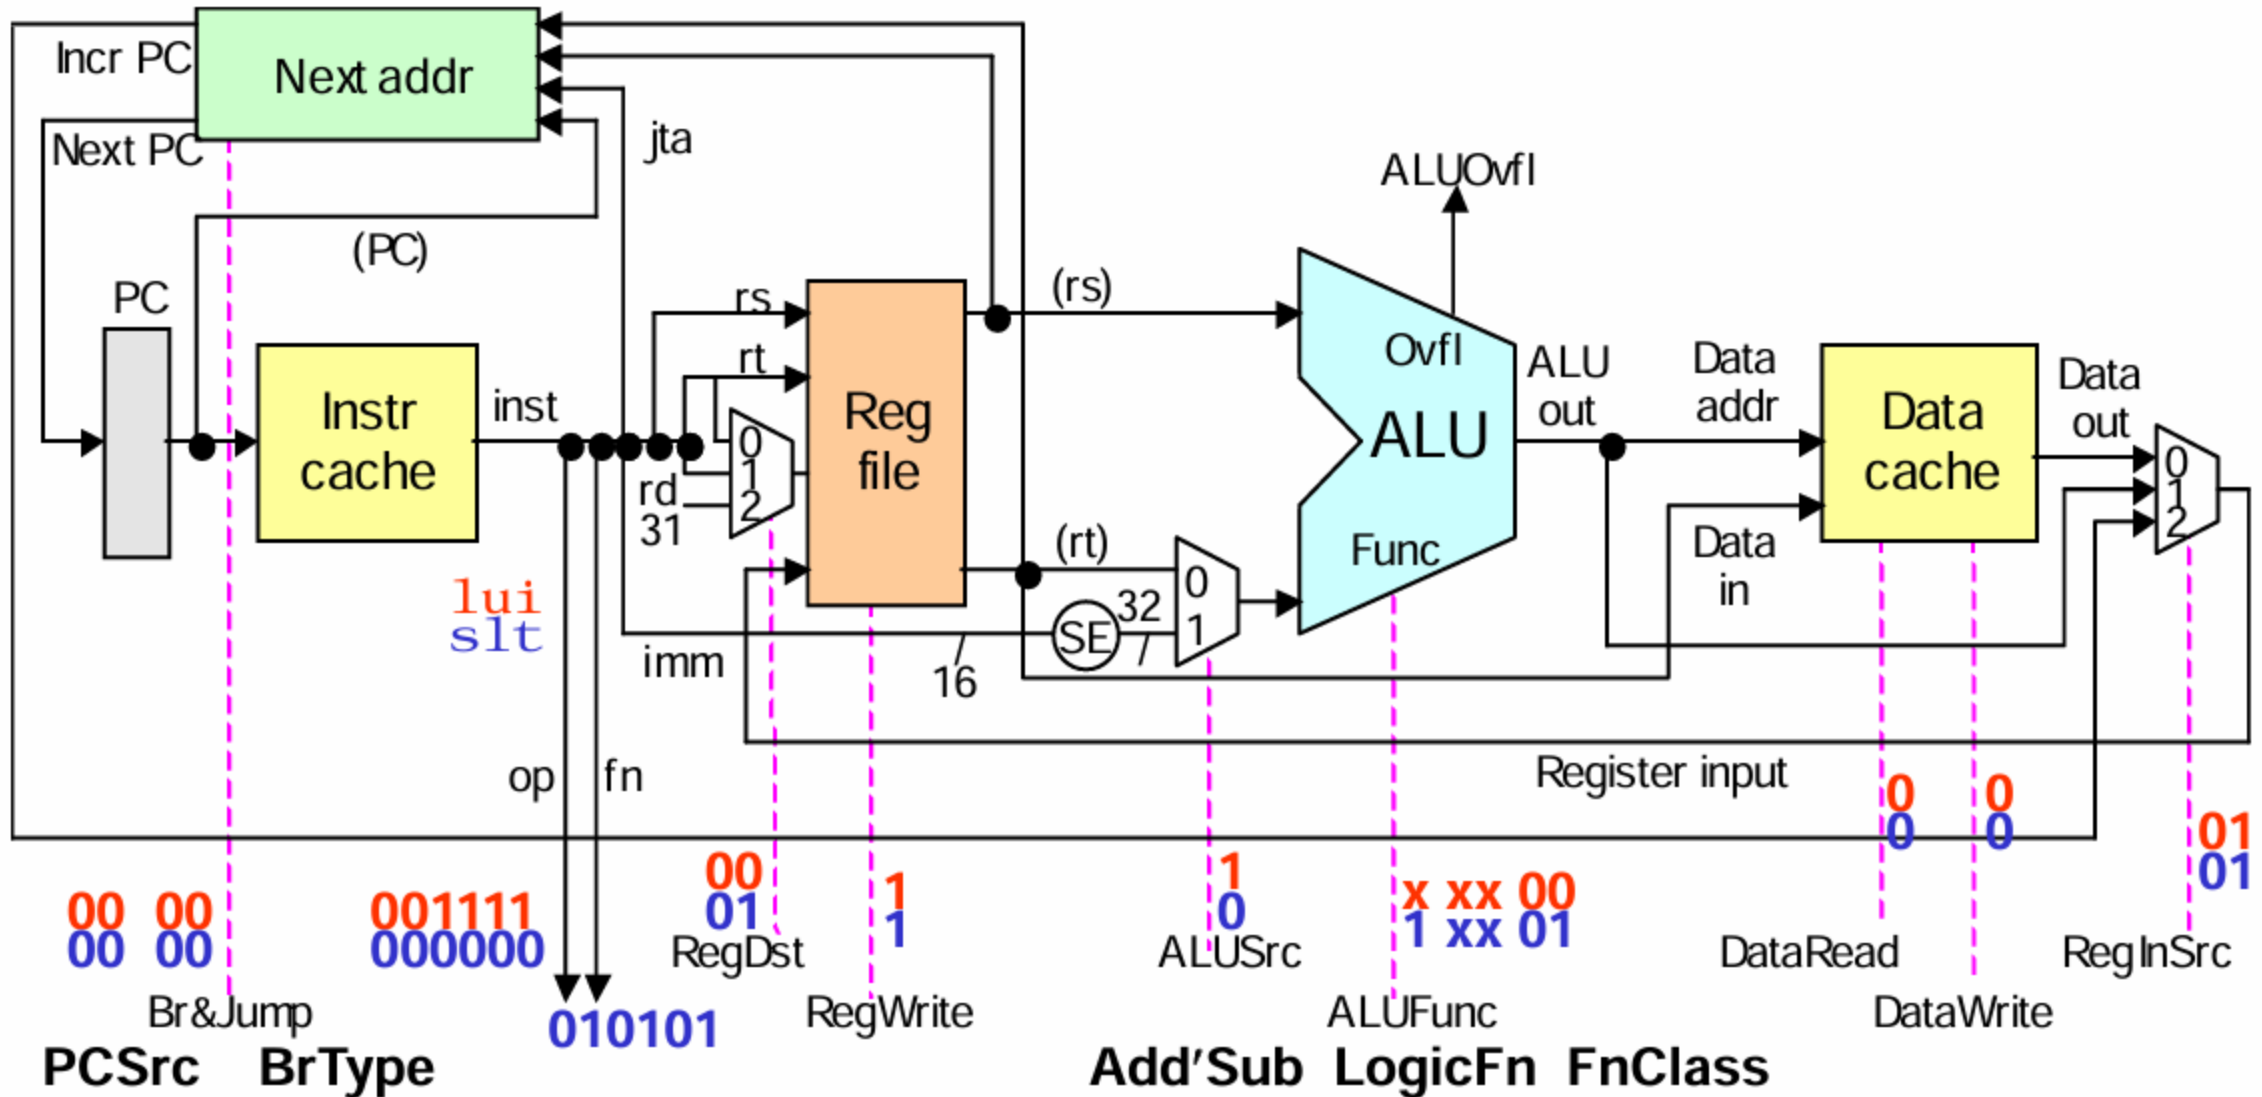 Incr PC
Next addr
Next PC
jta
ALUOvfl
(PC)
PC
rs
(rs)
rt
Ovfl
ALU
out
Data
addr
Data
out
inst
Instr
cache
Reg
file
ALU
Data
cache
0
1
2
rd
31
0
1
2
(rt)
Func
Data
in
0
1
32
SE
lui
slt
imm
16
op
fn
Register input
0
0
0
0
01
01
00 00
00 00
001111
000000
00
01
1
1
1
0
x xx 00
1 xx 01
RegDst
ALUSrc
DataRead
RegInSrc
Br&Jump
010101
RegWrite
ALUFunc
DataWrite
PCSrc BrType
Add'Sub LogicFn FnClass